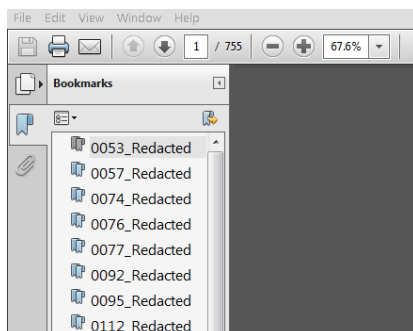 File Edit View Window Help
1 / 755 67.6%
Bookmarks
0053_Redacted
0057_Redacted
0074_Redacted
0076_Redacted
0077_Redacted
0092_Redacted
0095_Redacted
0112_Redacted